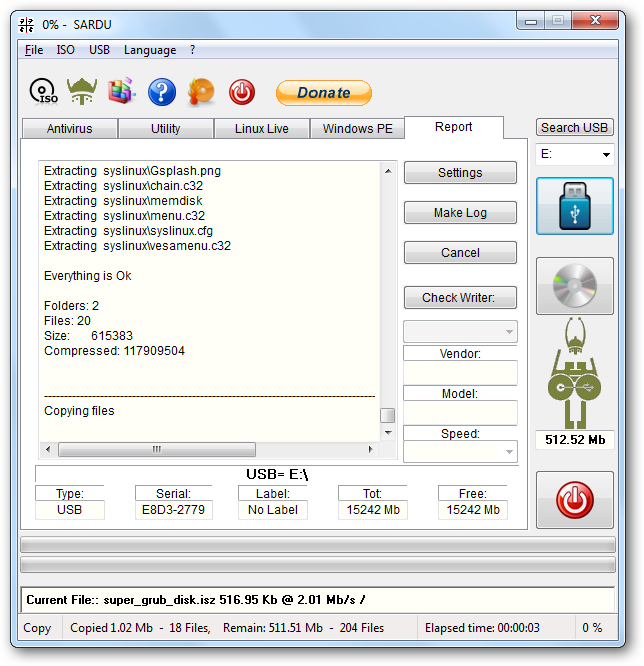 0% - SARDU
File ISO USB Language ?
ISO
Donate
Antivirus Utility Linux Live Windows PE Report
Search USB
E:
Extracting syslinux\Gsplash.png
Extracting syslinux\chain.c32
Extracting syslinux\memdisk
Extracting syslinux\menu.c32
Extracting syslinux\syslinux.cfg
Extracting syslinux\vesamenu.c32
Everything is Ok
Folders: 2
Files: 20
Size: 615383
Compressed: 117909504
Copying files
Settings
Make Log
Cancel
Check Writer:
Vendor:
Model:
Speed:
512.52 Mb
USB= E:\
Type: Serial: Label: Tot: Free:
USB E8D3-2779 No Label 15242 Mb 15242 Mb
Current File:: super_grub_disk.isz 516.95 Kb @ 2.01 Mb/s /
Copy Copied 1.02 Mb - 18 Files, Remain: 511.51 Mb - 204 Files Elapsed time: 00:00:03 0 %